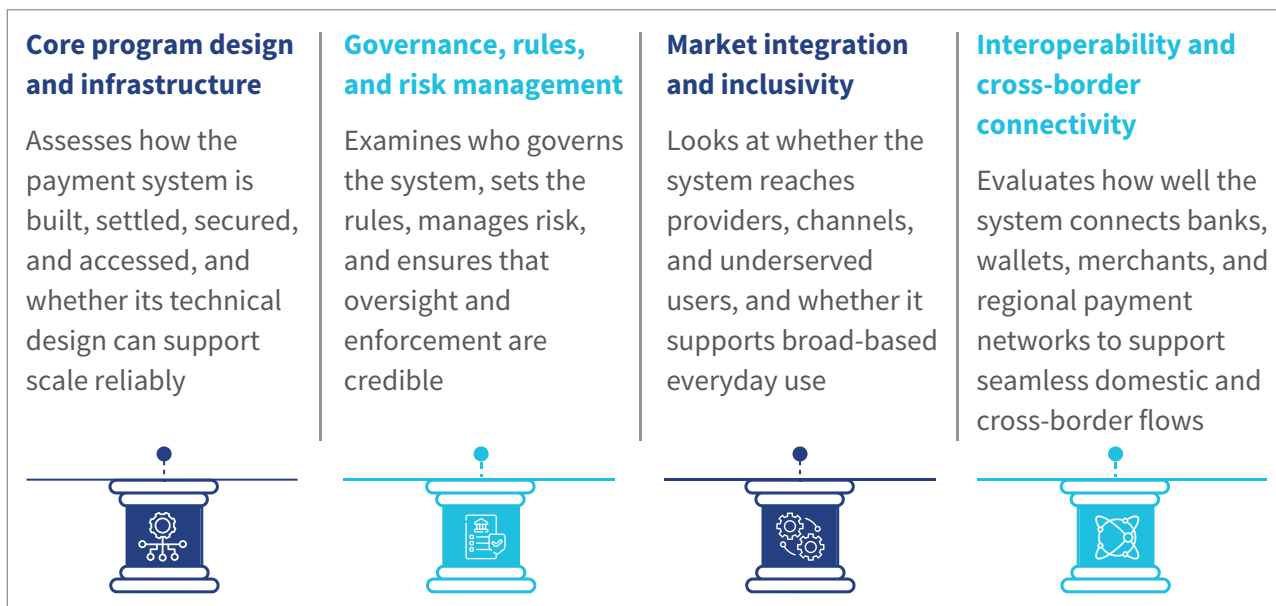 Core program design
and infrastructure
Assesses how the
payment system is
built, settled, secured,
and accessed, and
whether its technical
design can support
scale reliably
Governance, rules,
and risk management
Examines who governs
the system, sets the
rules, manages risk,
and ensures that
oversight and
enforcement are
credible
Market integration
and inclusivity
Looks at whether the
system reaches
providers, channels,
and underserved
users, and whether it
supports broad-based
everyday use
Interoperability and
cross-border
connectivity
Evaluates how well the
system connects banks,
wallets, merchants, and
regional payment
networks to support
seamless domestic and
cross-border flows